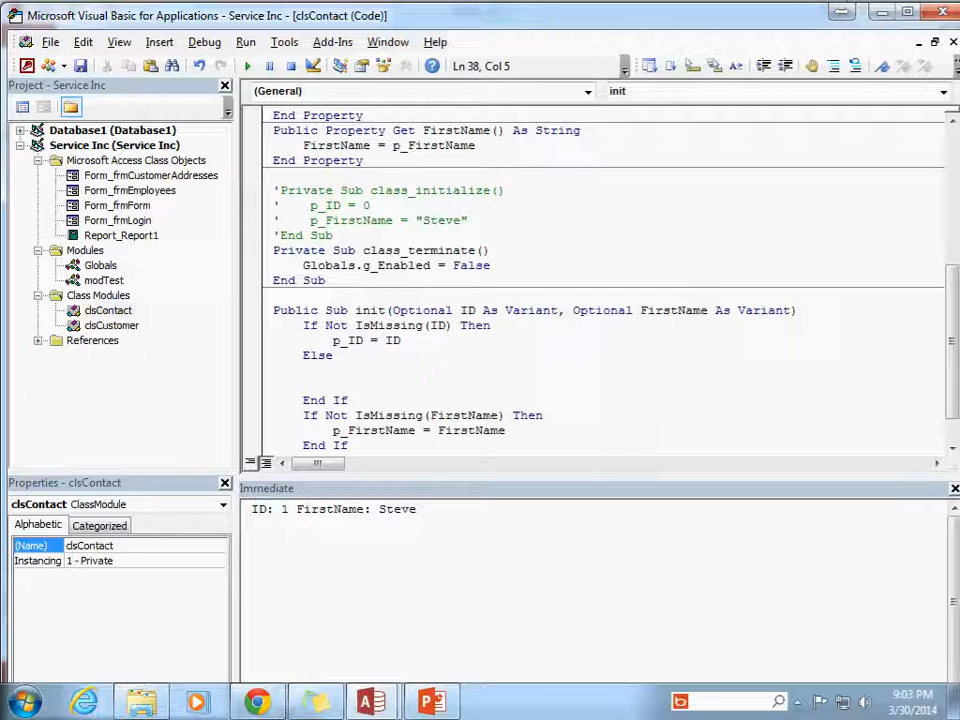 Microsoft Visual Basic for Applications - Service Inc - [clsContact (Code)]
File Edit View Insert Debug Run Tools Add-Ins Window Help
Ln 38, Col 5
Project - Service Inc
Database1 (Database1)
Service Inc (Service Inc)
Microsoft Access Class Objects
Form_frmCustomerAddresses
Form_frmEmployees
Form_frmForm
Form_frmLogin
Report_Report1
Modules
Globals
modTest
Class Modules
clsContact
clsCustomer
References
Properties - clsContact
clsContact ClassModule
Alphabetic Categorized
(Name) clsContact
Instancing 1 - Private
(General) init
End Property
Public Property Get FirstName() As String
FirstName = p_FirstName
End Property
'Private Sub class_initialize()
' p_ID = 0
' p_FirstName = "Steve"
'End Sub
Private Sub class_terminate()
Globals.g_Enabled = False
End Sub
Public Sub init(Optional ID As Variant, Optional FirstName As Variant)
If Not IsMissing(ID) Then
p_ID = ID
Else
End If
If Not IsMissing(FirstName) Then
p_FirstName = FirstName
End If
Immediate
ID: 1 FirstName: Steve
9:03 PM
3/30/2014